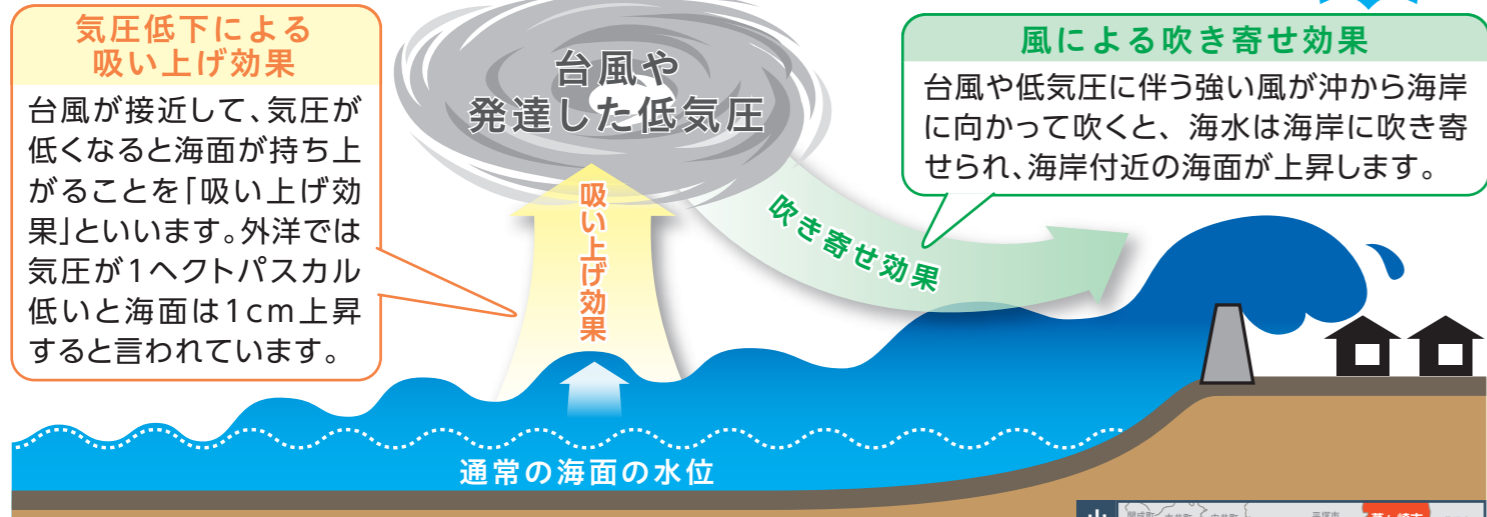 気圧低下による
吸い上げ効果
台風が接近して、気圧が
低くなると海面が持ち上
がることを「吸い上げ効
果」といいます。外洋では
気圧が1ヘクトパスカル
低いと海面は1cm上昇
すると言われています。
台風や
発達した低気圧
風による吹き寄せ効果
台風や低気圧に伴う強い風が沖から海岸
に向かって吹くと、海水は海岸に吹き寄
せられ、海岸付近の海面が上昇します。
吸い上げ効果
吹き寄せ効果
通常の海面の水位